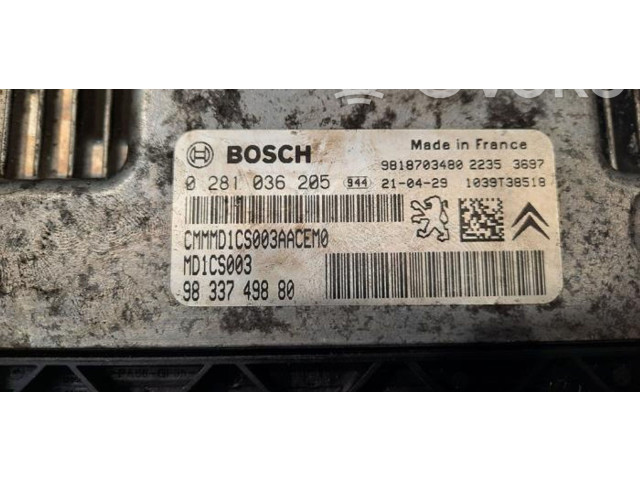 BOSCH
Made in France
9818703480 2235 3697
0 281 036 205 944 21-04-29 1039T38518
CMMMD1CS003AACEM0
MD1CS003
98 337 498 80